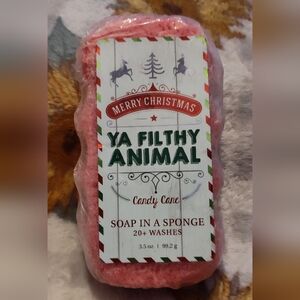 MERRY CHRISTMAS
YA FILTHY
ANIMAL
Candy Cane
SOAP IN A SPONGE
20+ WASHES
3.5 oz | 99.2 g